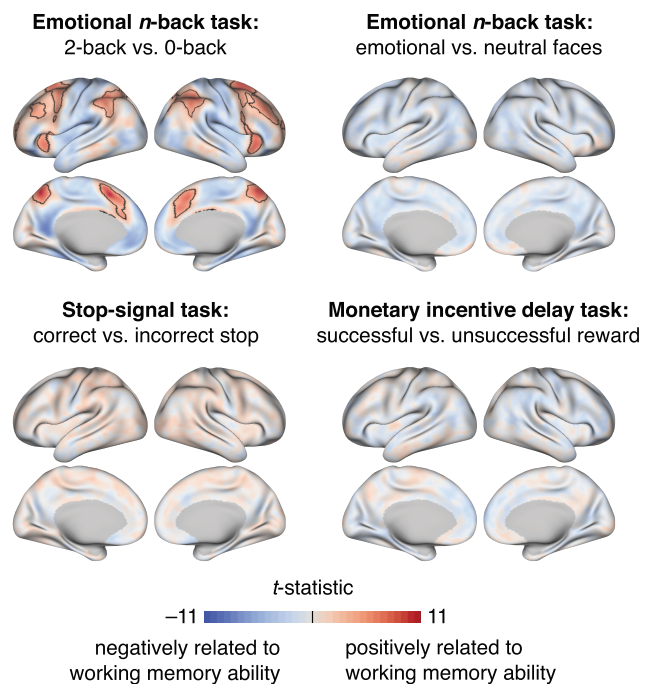 Emotional n-back task:
2-back vs. 0-back
Emotional n-back task:
emotional vs. neutral faces
Stop-signal task:
correct vs. incorrect stop
Monetary incentive delay task:
successful vs. unsuccessful reward
t-statistic
−11
11
negatively related to
working memory ability
positively related to
working memory ability